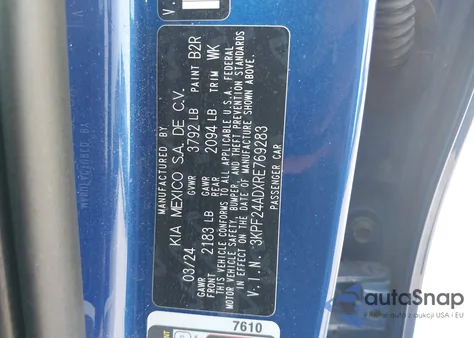 MFD. BY KIA MEXICO S.A. DE C.V.
03/24 GVWR 3792 LB PAINT B2R
GAWR FRONT 2183 LB GAWR REAR 2094 LB TRIM WK
THIS VEHICLE CONFORMS TO ALL APPLICABLE U.S.A. FEDERAL
MOTOR VEHICLE SAFETY, BUMPER, AND THEFT PREVENTION STANDARDS
IN EFFECT ON THE DATE OF MANUFACTURE SHOWN ABOVE.
V.I.N. 3KPF24ADXRE769283
PASSENGER CAR
7610
autoSnap